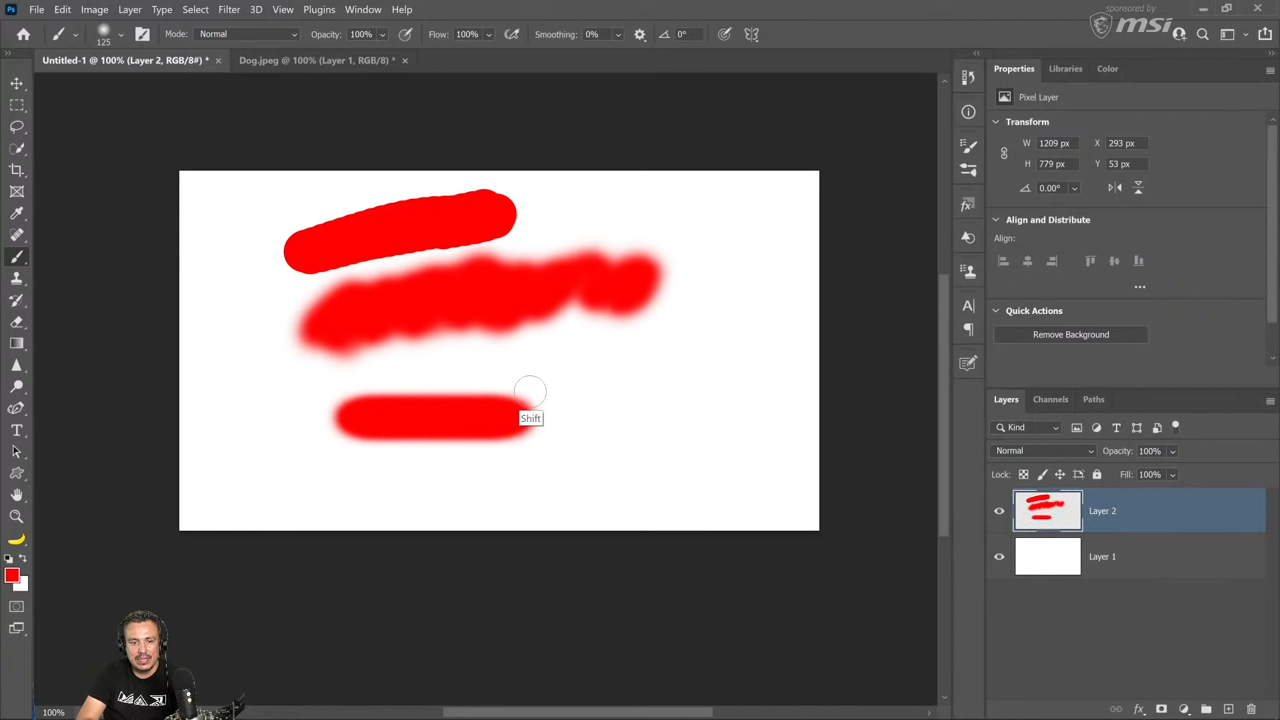 Ps File Edit Image Layer Type Select Filter 3D View Plugins Window Help
sponsored by
msi
125 Mode: Normal Opacity: 100% Flow: 100% Smoothing: 0% 0°
Untitled-1 @ 100% (Layer 2, RGB/8#) * Dog.jpeg @ 100% (Layer 1, RGB/8) *
Properties Libraries Color
Pixel Layer
Transform
W 1209 px X 293 px
H 779 px Y 53 px
0.00°
Align and Distribute
Align:
Quick Actions
Remove Background
Layers Channels Paths
Kind
Normal Opacity: 100%
Lock: Fill: 100%
Layer 2
Layer 1
Shift
100%